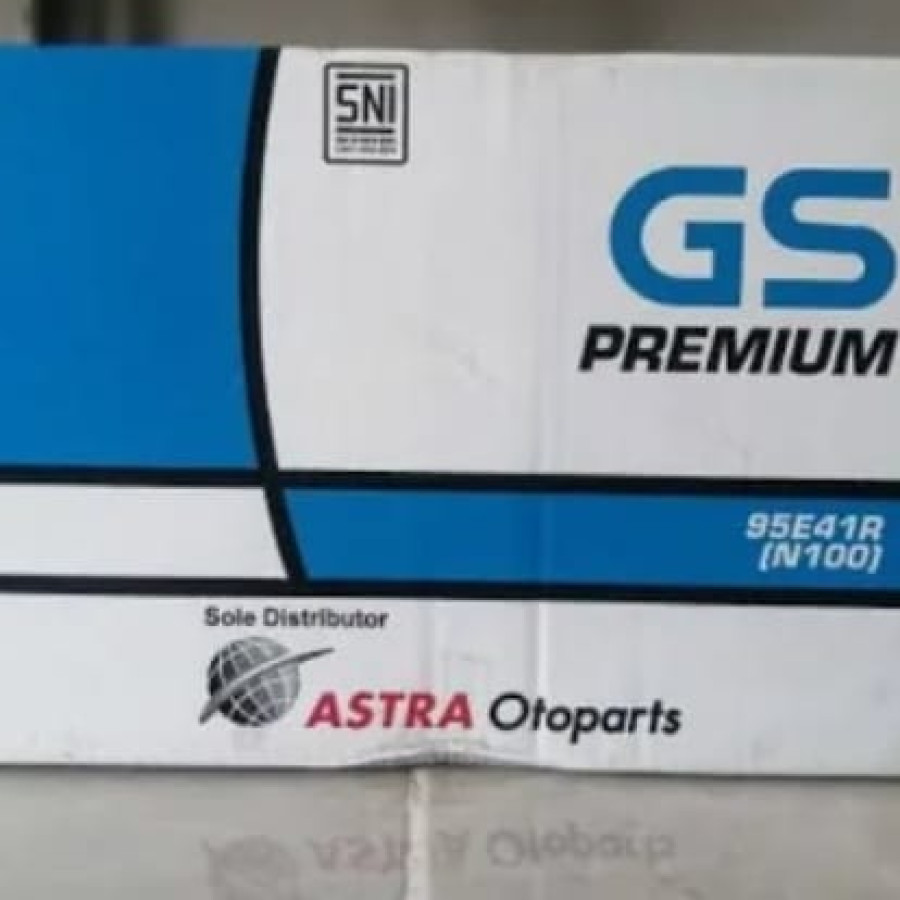 SNI
GS
PREMIUM
95E41R
(N100)
Sole Distributor
ASTRA Otoparts